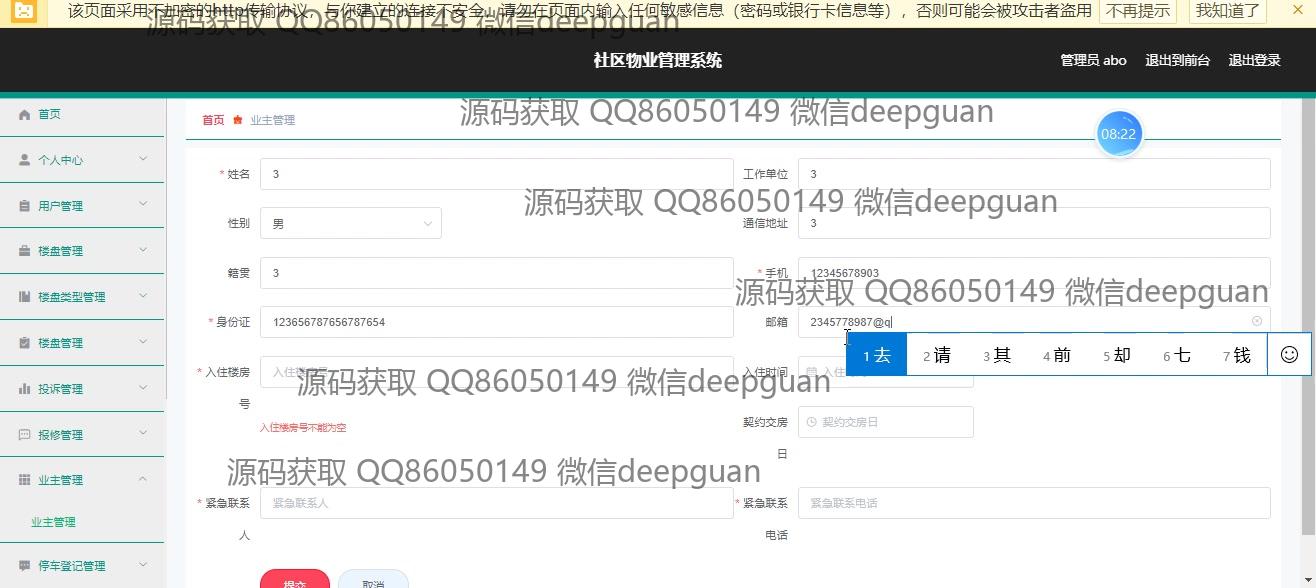 该页面采用不加密的http传输协议，与你建立的连接不安全，请勿在页面内输入任何敏感信息（密码或银行卡信息等），否则可能会被攻击者盗用 不再提示 我知道了
源码获取 QQ86050149 微信deepguan
社区物业管理系统 管理员 abo 退出到前台 退出登录
源码获取 QQ86050149 微信deepguan
首页
首页 业主管理
08:22
个人中心
* 姓名 3 工作单位 3
源码获取 QQ86050149 微信deepguan
用户管理
性别 男 通信地址 3
楼盘管理
籍贯 3 * 手机 12345678903
源码获取 QQ86050149 微信deepguan
楼盘类型管理
* 身份证 123656787656787654 邮箱 2345778987@q
楼盘管理
1 去 2 请 3 其 4 前 5 却 6 七 7 钱
* 入住楼房号 入住楼房号 入住时间 入住
源码获取 QQ86050149 微信deepguan
投诉管理
入住楼房号不能为空
契约交房日 契约交房日
报修管理
源码获取 QQ86050149 微信deepguan
业主管理
* 紧急联系人 紧急联系人 * 紧急联系电话 紧急联系电话
业主管理
停车登记管理
提交 取消